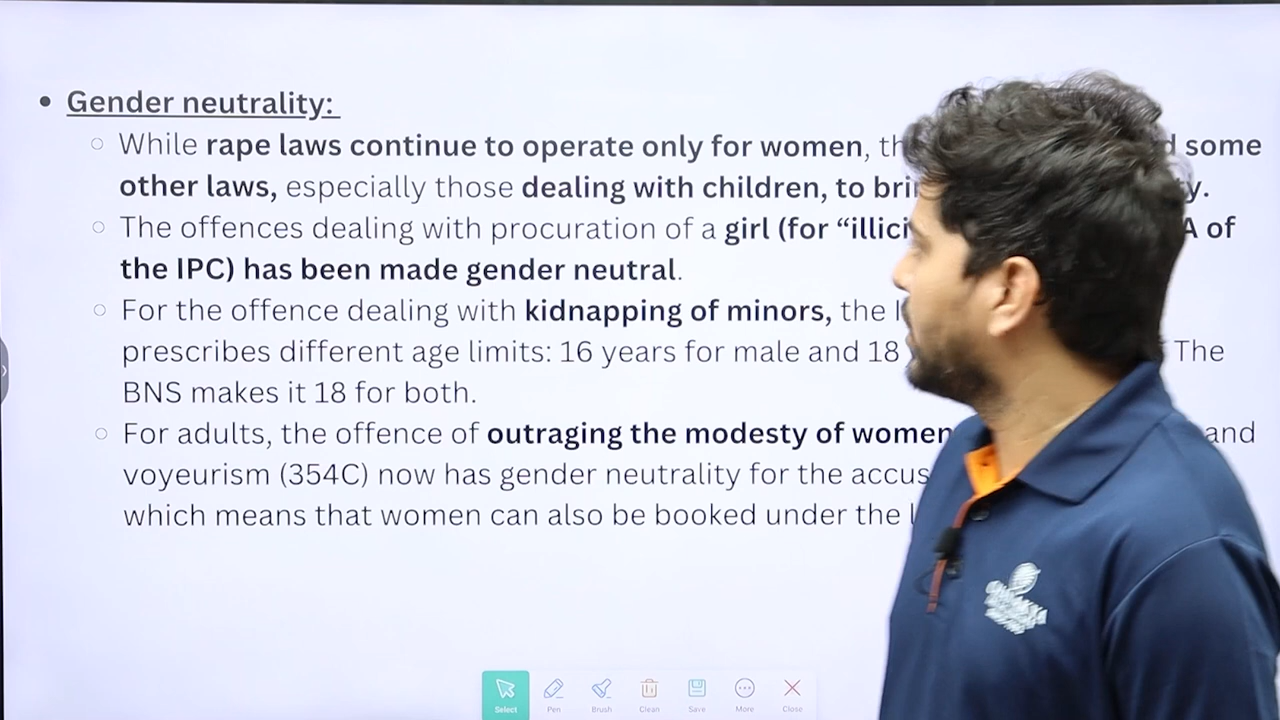 Gender neutrality:
While rape laws continue to operate only for women, some
other laws, especially those dealing with children, to
The offences dealing with procuration of a girl (for “ A of
the IPC) has been made gender neutral.
For the offence dealing with kidnapping of minors, the
prescribes different age limits: 16 years for male and 18 The
BNS makes it 18 for both.
For adults, the offence of outraging the modesty of women and
voyeurism (354C) now has gender neutrality for the
which means that women can also be booked under the
Select Pen Brush Clean Save More Close